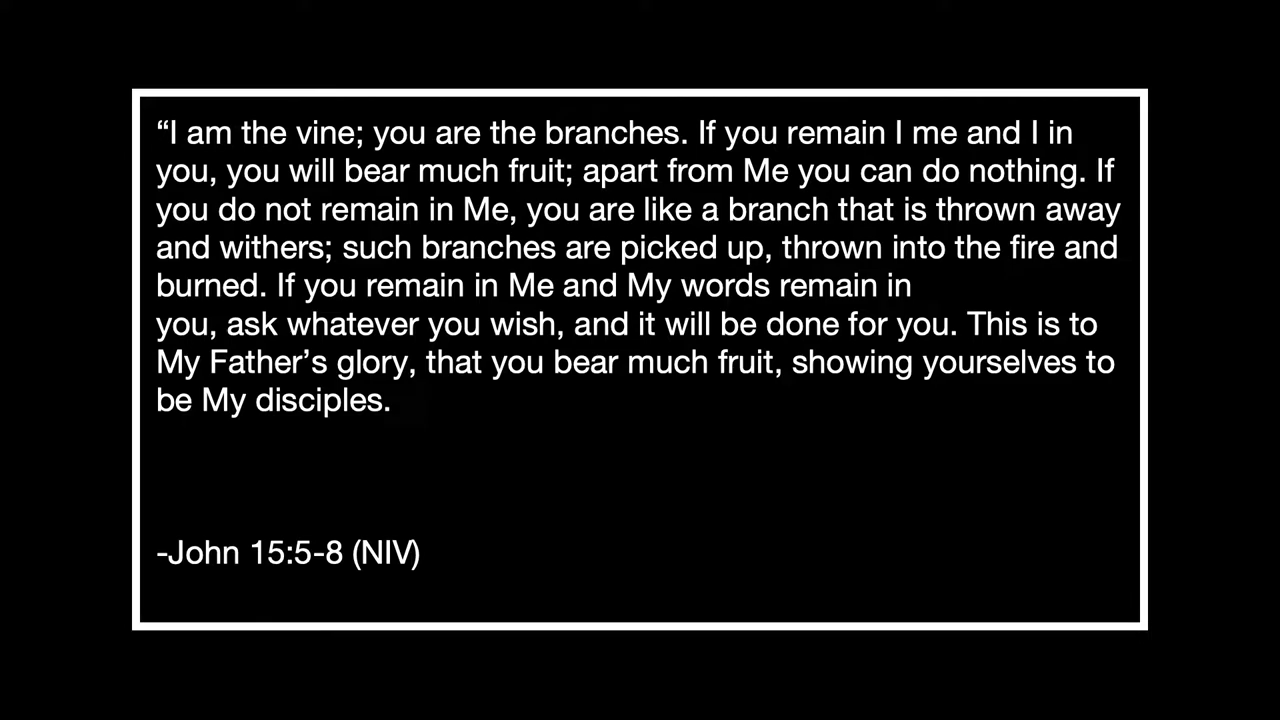 “I am the vine; you are the branches. If you remain I me and I in
you, you will bear much fruit; apart from Me you can do nothing. If
you do not remain in Me, you are like a branch that is thrown away
and withers; such branches are picked up, thrown into the fire and
burned. If you remain in Me and My words remain in
you, ask whatever you wish, and it will be done for you. This is to
My Father’s glory, that you bear much fruit, showing yourselves to
be My disciples.
-John 15:5-8 (NIV)